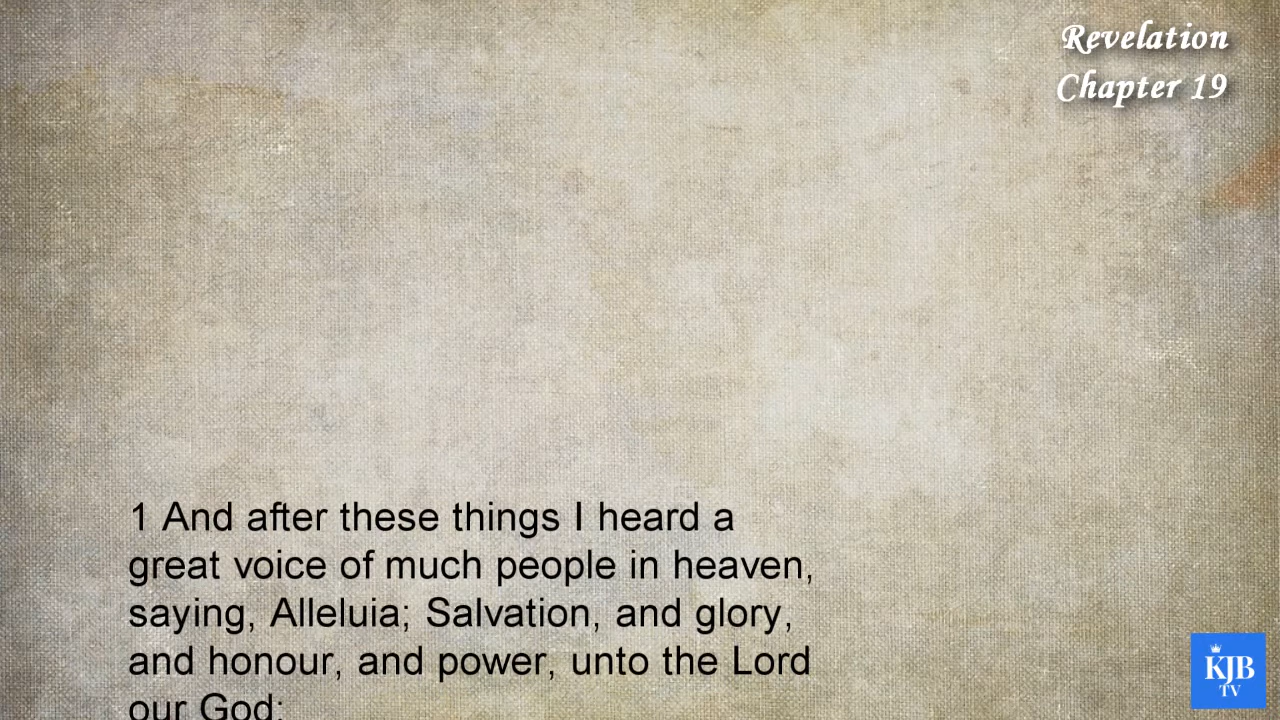 Revelation
Chapter 19
1 And after these things I heard a
great voice of much people in heaven,
saying, Alleluia; Salvation, and glory,
and honour, and power, unto the Lord
our God:
KJB
TV